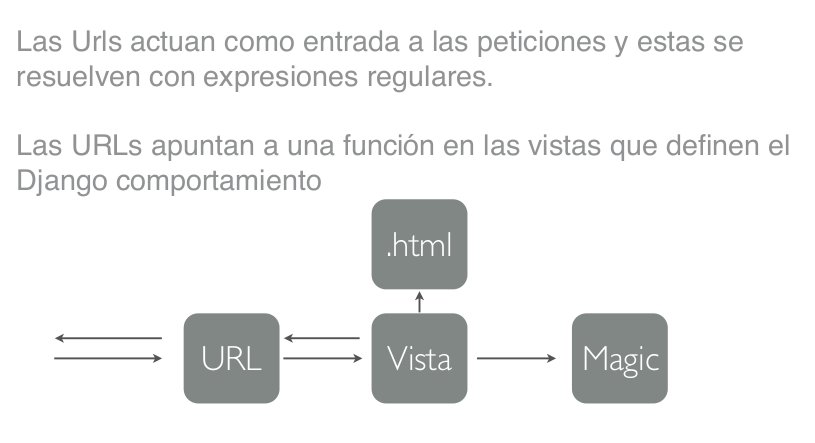 Las Urls actuan como entrada a las peticiones y estas se
resuelven con expresiones regulares.
Las URLs apuntan a una función en las vistas que definen el
Django comportamiento
.html
URL
Vista
Magic